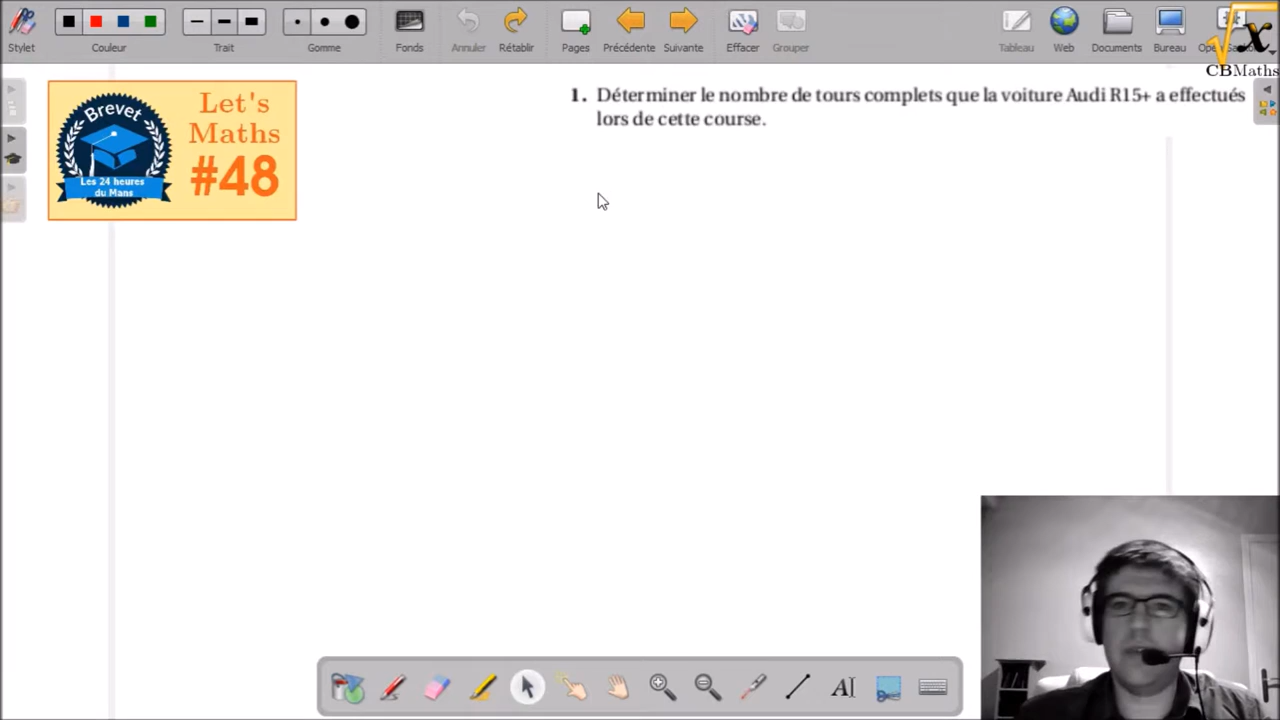 Stylet
Couleur
Trait
Gomme
Fonds
Annuler
Rétablir
Pages
Précédente
Suivante
Effacer
Grouper
Tableau
Web
Documents
Bureau
x
CBMaths
Brevet
Les 24 heures
du Mans
Let's
Maths
#48
1. Déterminer le nombre de tours complets que la voiture Audi R15+ a effectués
lors de cette course.
AI